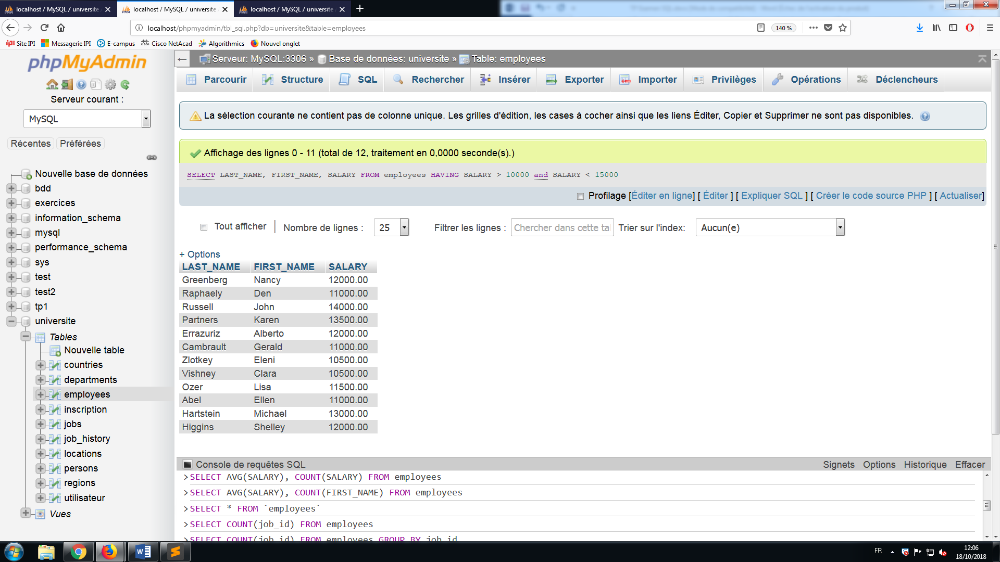 localhost / MySQL / universite
localhost / MySQL / universite
localhost / MySQL / universite
localhost/phpmyadmin/tbl_sql.php?db=universite&table=employees
140 %
Site IPI
Messagerie IPI
E-campus
Cisco NetAcad
Algorithmics
Nouvel onglet
phpMyAdmin
Serveur courant :
MySQL
Récentes
Préférées
Nouvelle base de données
bdd
exercices
information_schema
mysql
performance_schema
sys
test
test2
tp1
universite
Tables
Nouvelle table
countries
departments
employees
inscription
jobs
job_history
locations
persons
regions
utilisateur
Vues
Serveur: MySQL:3306 » Base de données: universite » Table: employees
Parcourir
Structure
SQL
Rechercher
Insérer
Exporter
Importer
Privilèges
Opérations
Déclencheurs
La sélection courante ne contient pas de colonne unique. Les grilles d'édition, les cases à cocher ainsi que les liens Éditer, Copier et Supprimer ne sont pas disponibles.
Affichage des lignes 0 - 11 (total de 12, traitement en 0,0000 seconde(s).)
SELECT LAST_NAME, FIRST_NAME, SALARY FROM employees HAVING SALARY > 10000 and SALARY < 15000
Profilage [Éditer en ligne] [ Éditer ] [ Expliquer SQL ] [ Créer le code source PHP ] [ Actualiser]
Tout afficher | Nombre de lignes : 25 Filtrer les lignes : Chercher dans cette tal Trier sur l'index: Aucun(e)
+ Options
LAST_NAME FIRST_NAME SALARY
Greenberg Nancy 12000.00
Raphaely Den 11000.00
Russell John 14000.00
Partners Karen 13500.00
Errazuriz Alberto 12000.00
Cambrault Gerald 11000.00
Zlotkey Eleni 10500.00
Vishney Clara 10500.00
Ozer Lisa 11500.00
Abel Ellen 11000.00
Hartstein Michael 13000.00
Higgins Shelley 12000.00
Console de requêtes SQL
Signets Options Historique Effacer
>SELECT AVG(SALARY), COUNT(SALARY) FROM employees
>SELECT AVG(SALARY), COUNT(FIRST_NAME) FROM employees
>SELECT * FROM `employees`
>SELECT COUNT(job_id) FROM employees
>SELECT COUNT(job_id) FROM employees GROUP BY job_id
FR
12:06
18/10/2018